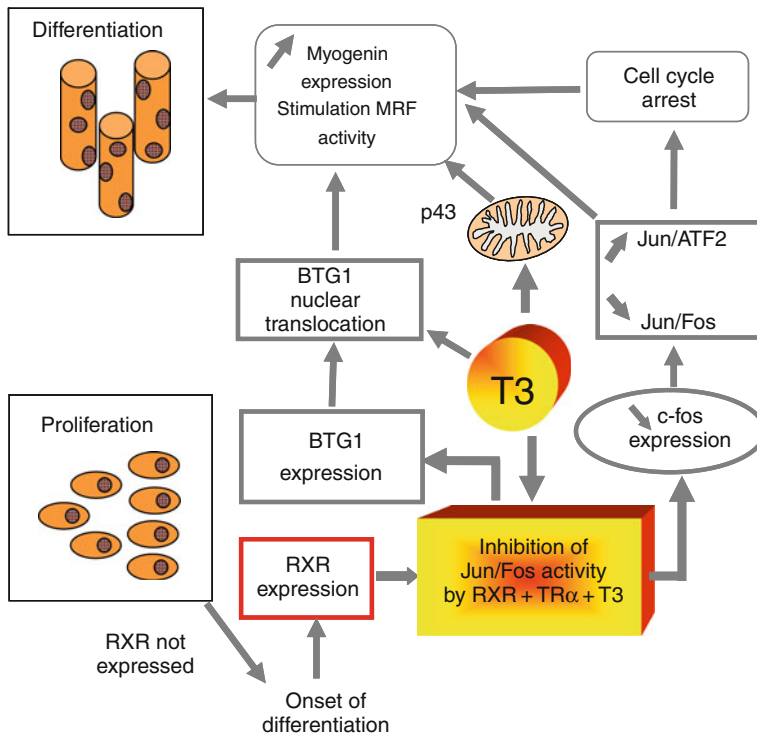 Differentiation
Myogenin
expression
Stimulation MRF
activity
Cell cycle
arrest
p43
Jun/ATF2
Jun/Fos
BTG1
nuclear
translocation
T3
c-fos
expression
Proliferation
BTG1
expression
RXR
expression
Inhibition of
Jun/Fos activity
by RXR + TRα + T3
RXR not
expressed
Onset of
differentiation